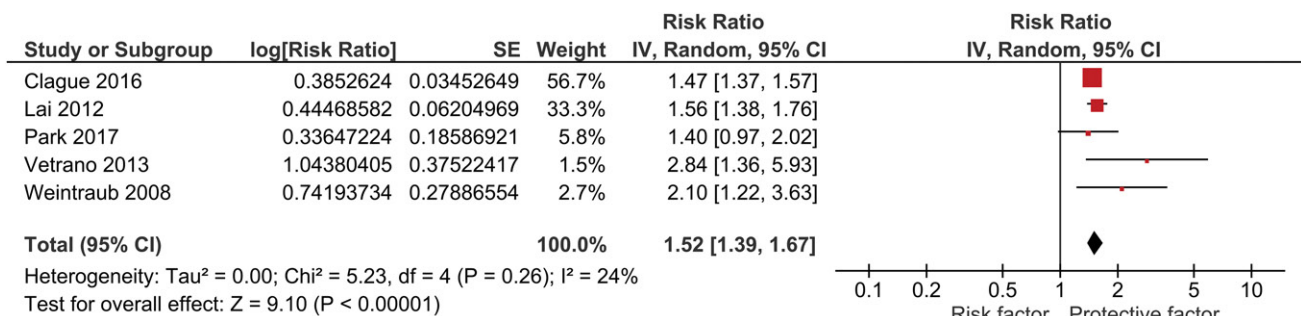 Risk Ratio Risk Ratio
Study or Subgroup log[Risk Ratio] SE Weight IV, Random, 95% CI IV, Random, 95% CI
Clague 2016 0.3852624 0.03452649 56.7% 1.47 [1.37, 1.57]
Lai 2012 0.44468582 0.06204969 33.3% 1.56 [1.38, 1.76]
Park 2017 0.33647224 0.18586921 5.8% 1.40 [0.97, 2.02]
Vetrano 2013 1.04380405 0.37522417 1.5% 2.84 [1.36, 5.93]
Weintraub 2008 0.74193734 0.27886554 2.7% 2.10 [1.22, 3.63]
Total (95% CI) 100.0% 1.52 [1.39, 1.67]
Heterogeneity: Tau² = 0.00; Chi² = 5.23, df = 4 (P = 0.26); I² = 24%
Test for overall effect: Z = 9.10 (P < 0.00001)
0.1 0.2 0.5 1 2 5 10
Risk factor Protective factor